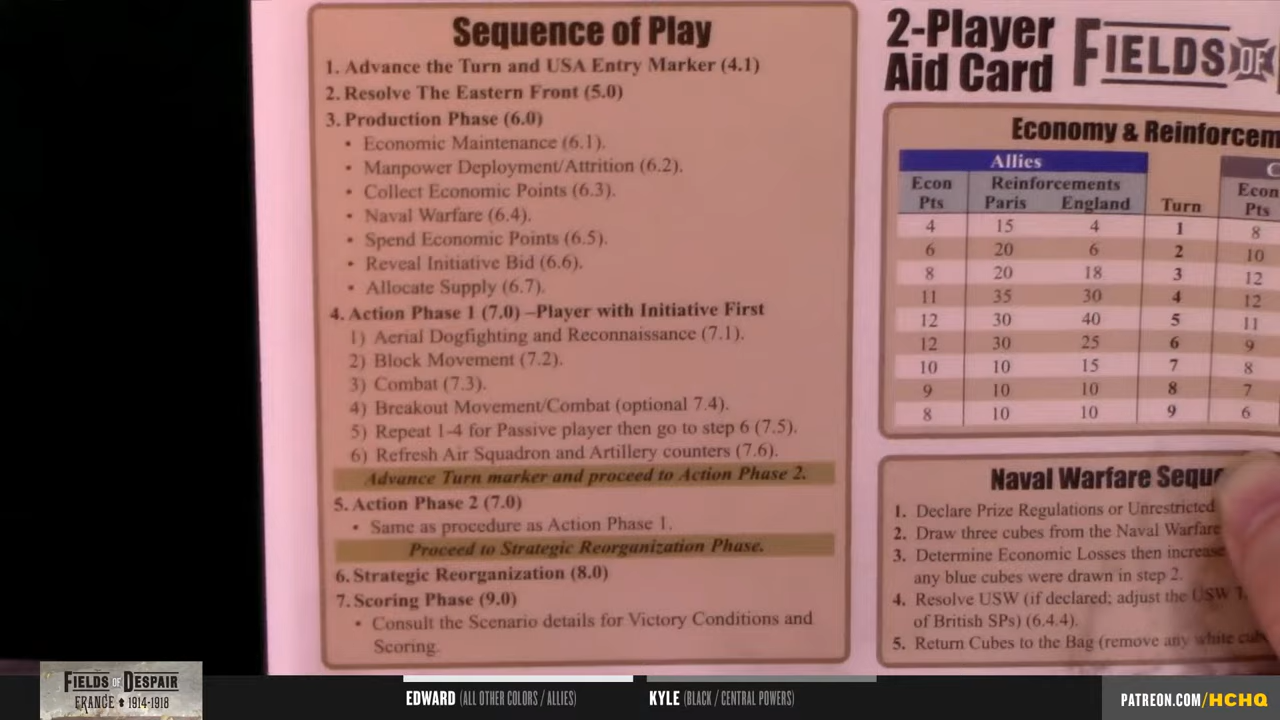 Sequence of Play
1. Advance the Turn and USA Entry Marker (4.1)
2. Resolve The Eastern Front (5.0)
3. Production Phase (6.0)
• Economic Maintenance (6.1).
• Manpower Deployment/Attrition (6.2).
• Collect Economic Points (6.3).
• Naval Warfare (6.4).
• Spend Economic Points (6.5).
• Reveal Initiative Bid (6.6).
• Allocate Supply (6.7).
4. Action Phase 1 (7.0) –Player with Initiative First
1) Aerial Dogfighting and Reconnaissance (7.1).
2) Block Movement (7.2).
3) Combat (7.3).
4) Breakout Movement/Combat (optional 7.4).
5) Repeat 1-4 for Passive player then go to step 6 (7.5).
6) Refresh Air Squadron and Artillery counters (7.6).
Advance Turn marker and proceed to Action Phase 2.
5. Action Phase 2 (7.0)
• Same as procedure as Action Phase 1.
Proceed to Strategic Reorganization Phase.
6. Strategic Reorganization (8.0)
7. Scoring Phase (9.0)
• Consult the Scenario details for Victory Conditions and
Scoring.
2-Player
Aid Card
FIELDS OF
Economy & Reinforcem
Allies C
Econ Reinforcements Econ
Pts Paris England Turn Pts
4 15 4 1 8
6 20 6 2 10
8 20 18 3 12
11 35 30 4 12
12 30 40 5 11
12 30 25 6 9
10 10 15 7 8
9 10 10 8 7
8 10 10 9 6
Naval Warfare Seque
1. Declare Prize Regulations or Unrestricted
2. Draw three cubes from the Naval Warfare
3. Determine Economic Losses then increase
any blue cubes were drawn in step 2.
4. Resolve USW (if declared; adjust the USW T
of British SPs) (6.4.4).
5. Return Cubes to the Bag (remove any white cub
FIELDS OF DESPAIR
FRANCE 1914-1918
EDWARD (ALL OTHER COLORS / ALLIES)
KYLE (BLACK / CENTRAL POWERS)
PATREON.COM/HCHQ